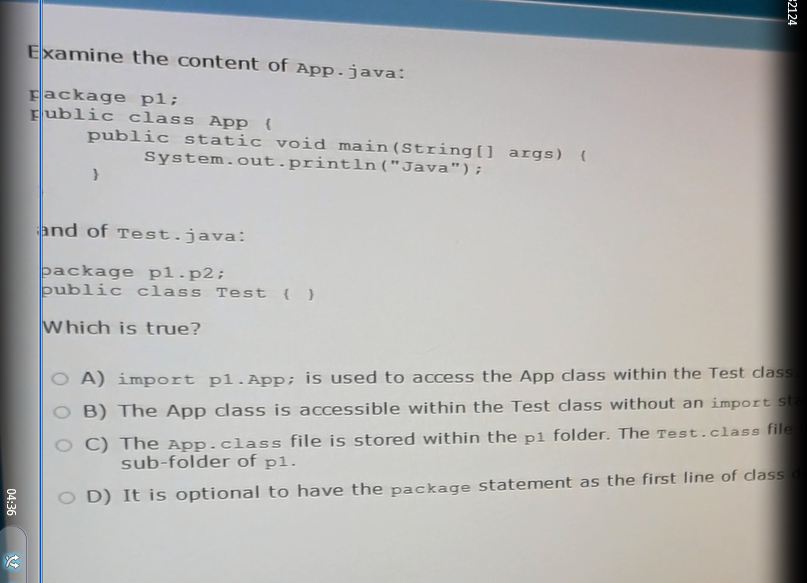 Examine the content of App.java:
package p1;
public class App {
public static void main(String[] args) {
System.out.println("Java");
}
and of Test.java:
package p1.p2;
public class Test { }
Which is true?
A) import p1.App; is used to access the App class within the Test class
B) The App class is accessible within the Test class without an import
C) The App.class file is stored within the p1 folder. The Test.class file
sub-folder of p1.
D) It is optional to have the package statement as the first line of class
04:36